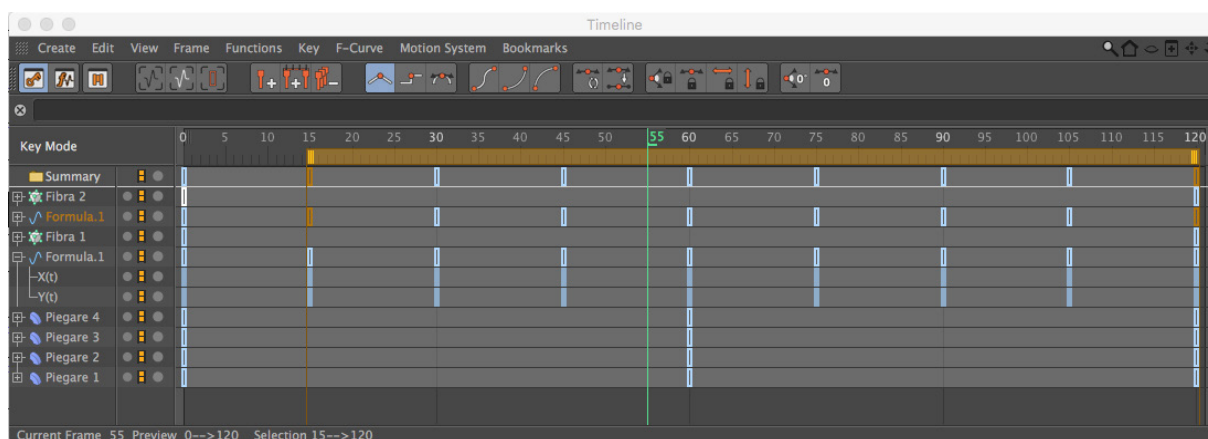 Timeline
Create Edit View Frame Functions Key F-Curve Motion System Bookmarks
0
0 5 10 15 20 25 30 35 40 45 50 55 60 65 70 75 80 85 90 95 100 105 110 115 120
Key Mode
Summary
Fibra 2
Formula.1
Fibra 1
Formula.1
X(t)
Y(t)
Piegare 4
Piegare 3
Piegare 2
Piegare 1
Current Frame 55 Preview 0-->120 Selection 15-->120